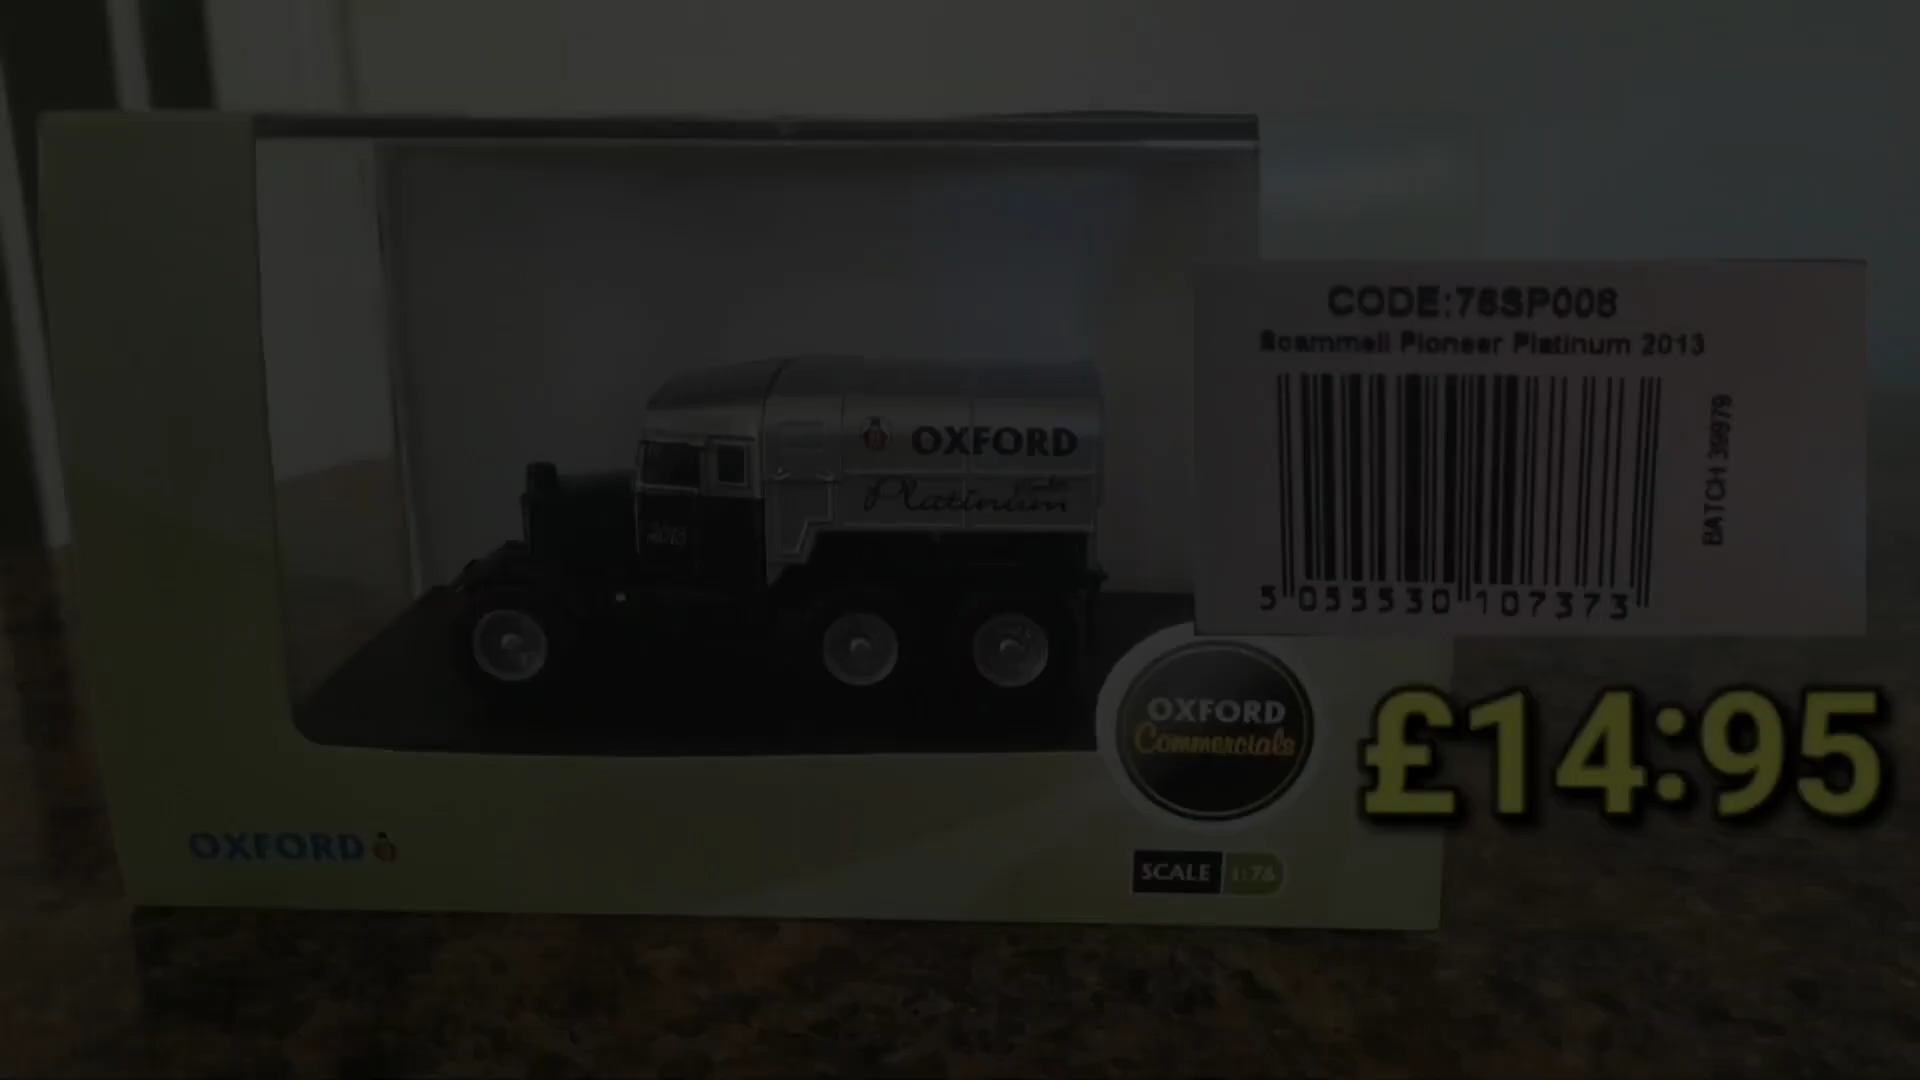 CODE:76SP008
Scammell Pioneer Platinum 2013
BATCH 39979
5 055530 107373
OXFORD
Platinum
OXFORD
Commercials
£14:95
OXFORD
SCALE 1:76